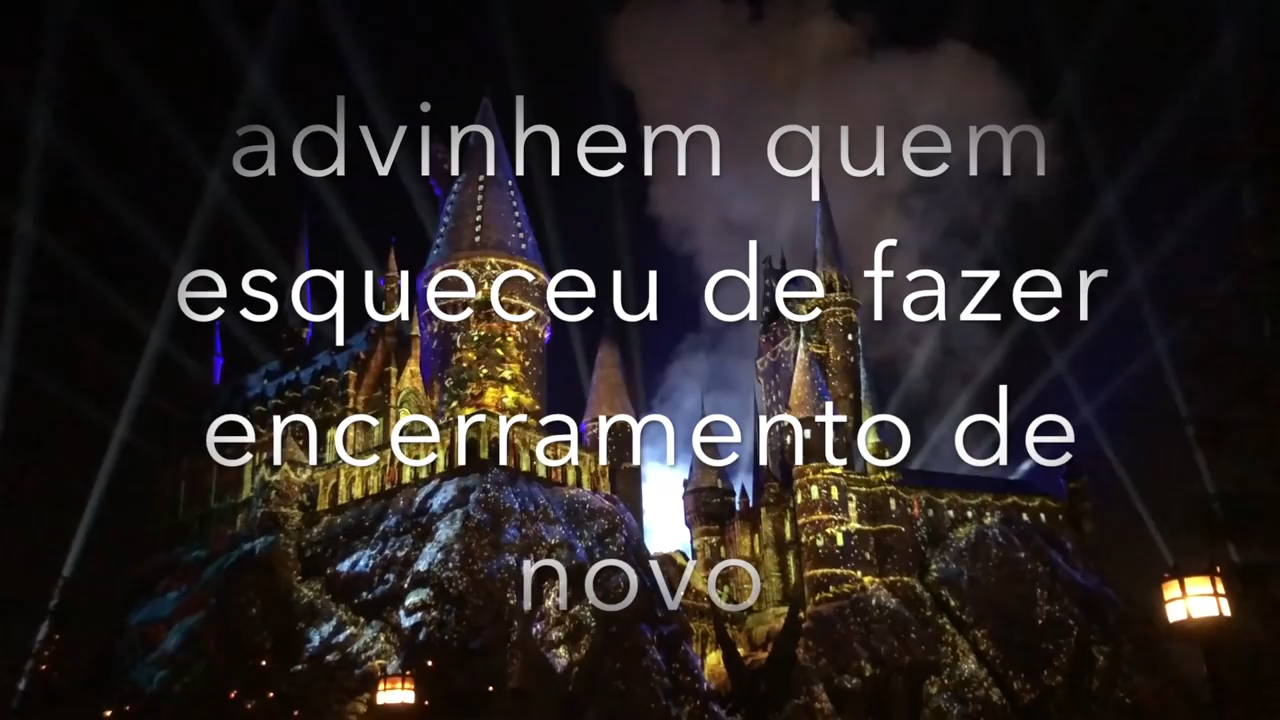 advinhem quem
esqueceu de fazer
encerramento de
novo